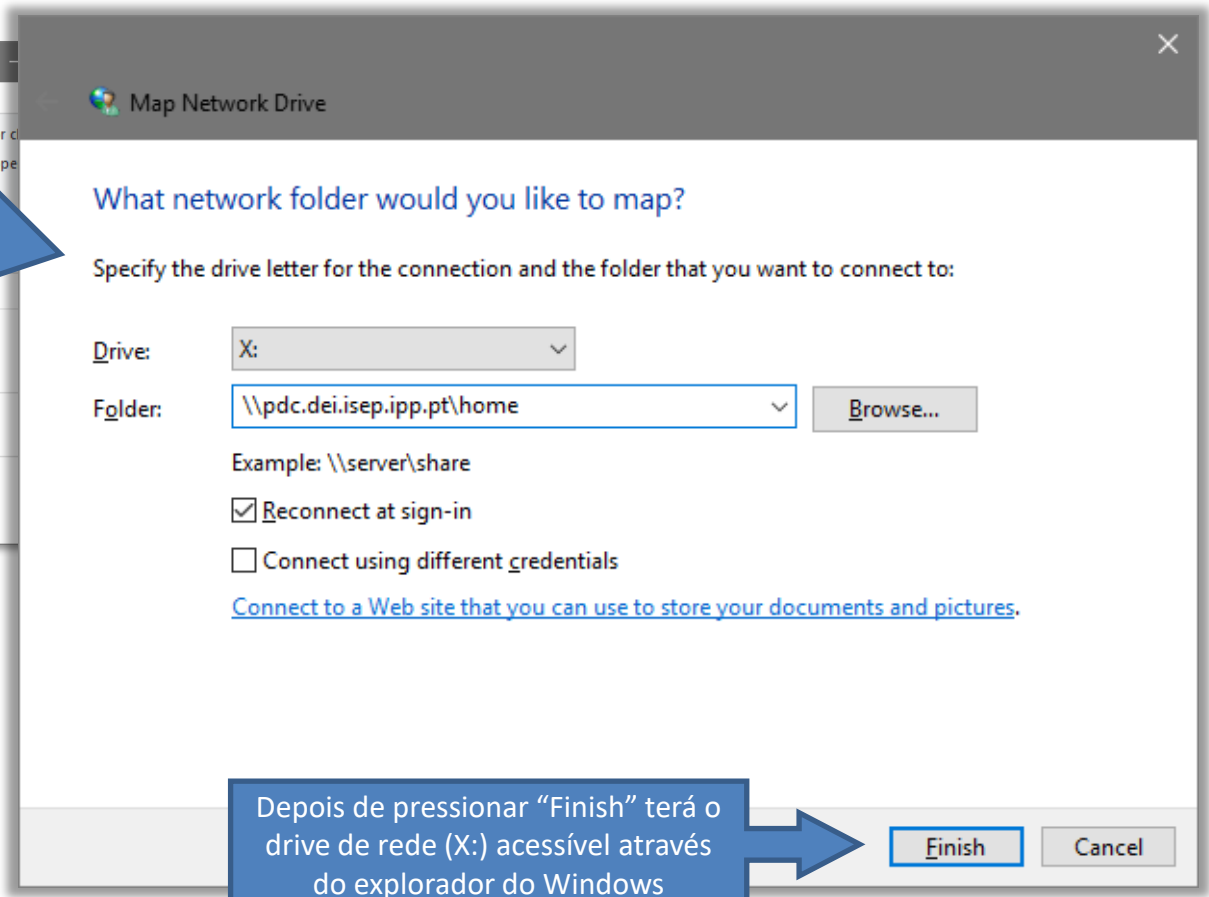 Map Network Drive
What network folder would you like to map?
Specify the drive letter for the connection and the folder that you want to connect to:
Drive: X:
Folder: \\pdc.dei.isep.ipp.pt\home Browse...
Example: \\server\share
Reconnect at sign-in
Connect using different credentials
Connect to a Web site that you can use to store your documents and pictures.
Depois de pressionar “Finish” terá o
drive de rede (X:) acessível através
do explorador do Windows
Finish Cancel